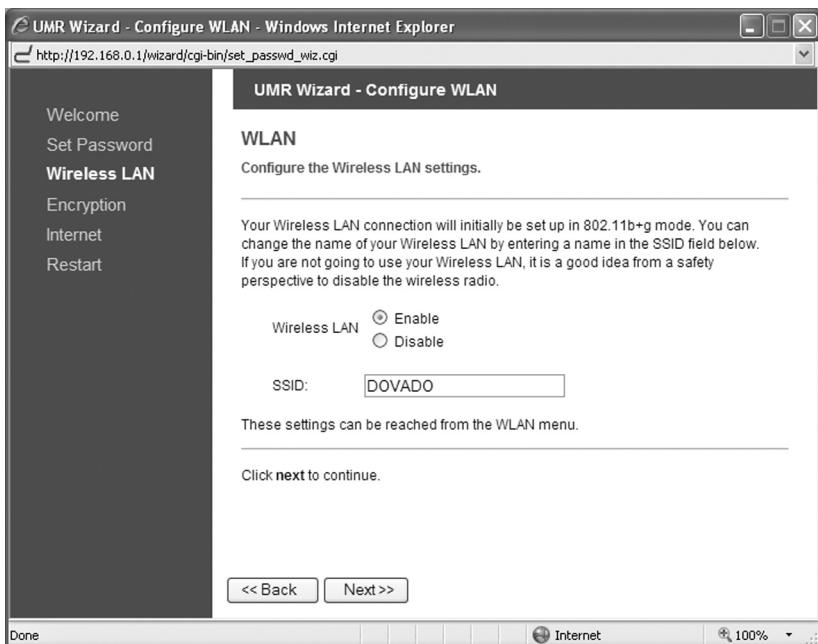 UMR Wizard - Configure WLAN - Windows Internet Explorer
http://192.168.0.1/wizard/cgi-bin/set_passwd_wiz.cgi
UMR Wizard - Configure WLAN
Welcome
Set Password
Wireless LAN
Encryption
Internet
Restart
WLAN
Configure the Wireless LAN settings.
Your Wireless LAN connection will initially be set up in 802.11b+g mode. You can
change the name of your Wireless LAN by entering a name in the SSID field below.
If you are not going to use your Wireless LAN, it is a good idea from a safety
perspective to disable the wireless radio.
Wireless LAN
Enable
Disable
SSID: DOVADO
These settings can be reached from the WLAN menu.
Click next to continue.
<< Back Next >>
Done Internet 100%